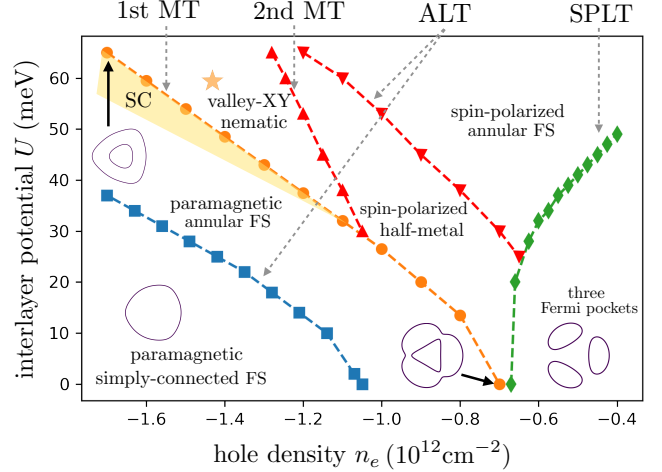 1st MT 2nd MT ALT SPLT
60
50
40
30
20
10
0
interlayer potential U (meV)
SC
valley-XY
nematic
spin-polarized
annular FS
paramagnetic
annular FS
spin-polarized
half-metal
three
Fermi pockets
paramagnetic
simply-connected FS
−1.6 −1.4 −1.2 −1.0 −0.8 −0.6 −0.4
hole density nₑ (10¹²cm⁻²)